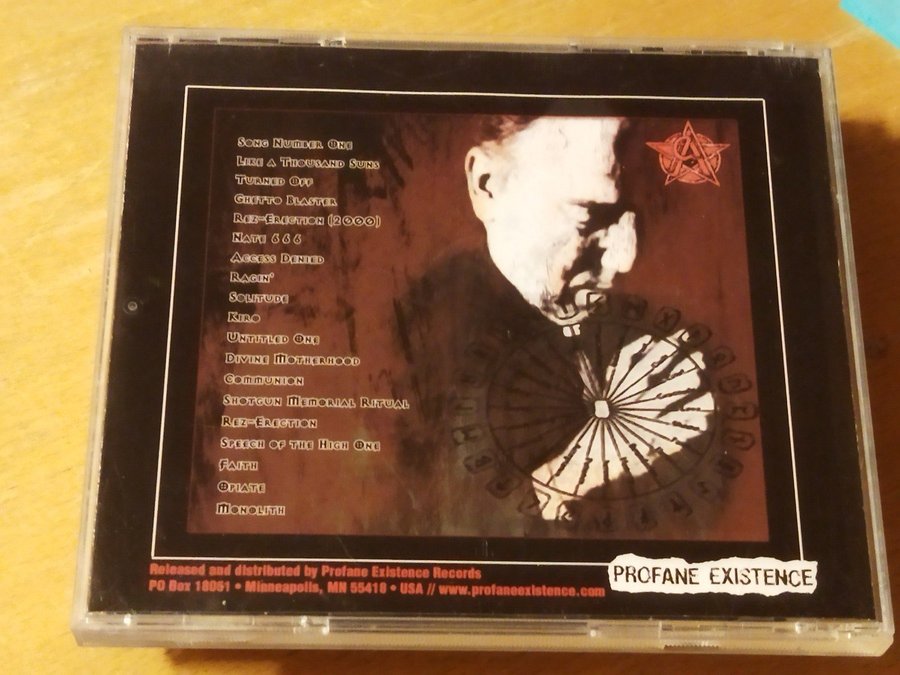 Song Number One
Like a Thousand Suns
Turned Off
Ghetto Blaster
Rez-Erection (2000)
Nate 666
Access Denied
Ragin'
Solitude
Kiro
Untitled One
Divine Motherhood
Communion
Shotgun Memorial Ritual
Rez-Erection
Speech of the High One
Faith
Opiate
Monolith
Released and distributed by Profane Existence Records
PO Box 18051 • Minneapolis, MN 55418 • USA // www.profaneexistence.com
PROFANE EXISTENCE